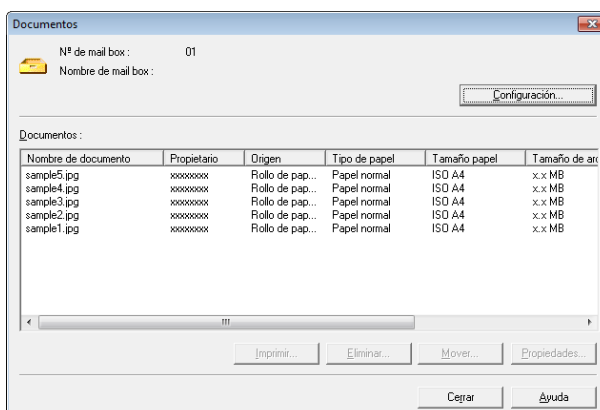 Documentos
Nº de mail box : 01
Nombre de mail box :
Configuración...
Documentos :
Nombre de documento Propietario Origen Tipo de papel Tamaño papel Tamaño de arc
sample5.jpg xxxxxxxx Rollo de pap... Papel normal ISO A4 x.x MB
sample4.jpg xxxxxxxx Rollo de pap... Papel normal ISO A4 x.x MB
sample3.jpg xxxxxxxx Rollo de pap... Papel normal ISO A4 x.x MB
sample2.jpg xxxxxxxx Rollo de pap... Papel normal ISO A4 x.x MB
sample1.jpg xxxxxxxx Rollo de pap... Papel normal ISO A4 x.x MB
Imprimir... Eliminar... Mover... Propiedades...
Cerrar Ayuda